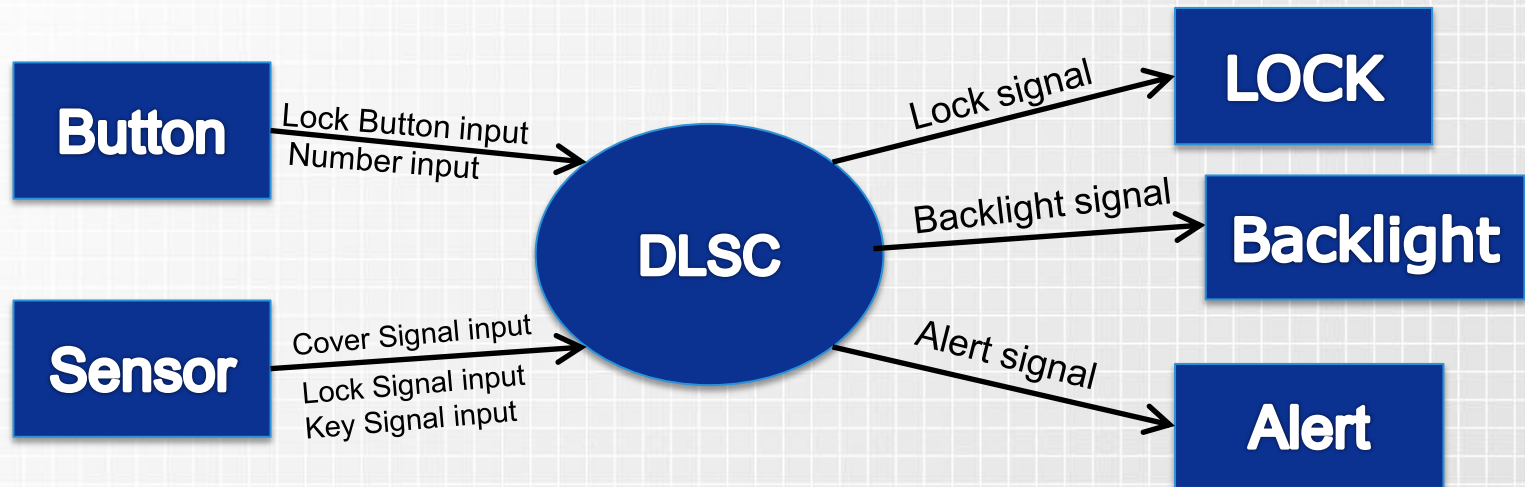 Button
Lock Button input
Number input
Sensor
Cover Signal input
Lock Signal input
Key Signal input
DLSC
Lock signal
LOCK
Backlight signal
Backlight
Alert signal
Alert